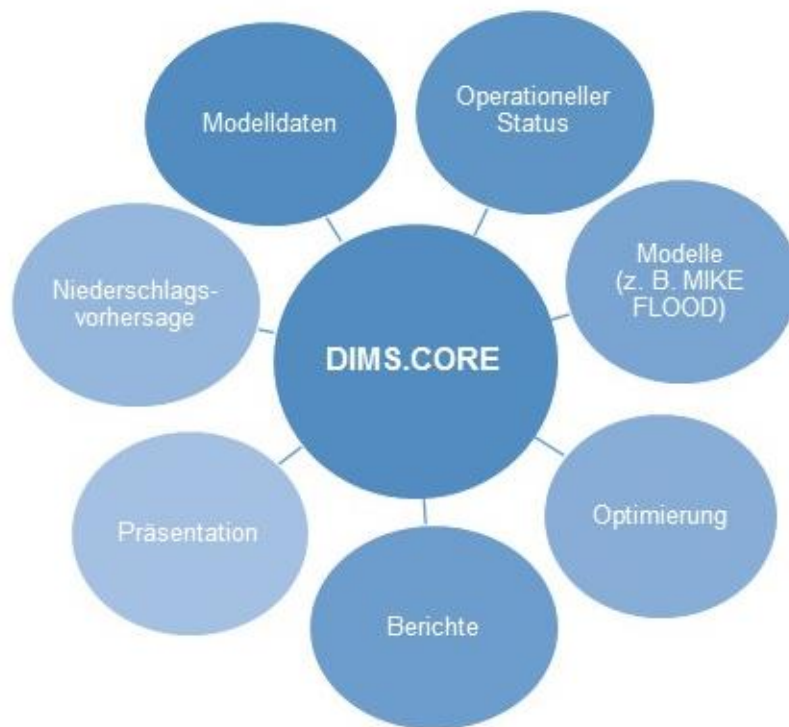 Modelldaten
Operationeller
Status
Niederschlags-
vorhersage
Modelle
(z. B. MIKE
FLOOD)
DIMS.CORE
Präsentation
Optimierung
Berichte